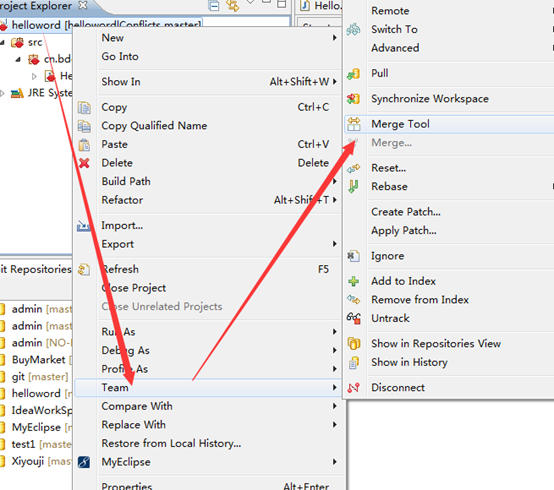 Project Explorer
helloword [helloword|Conflicts master]
src
cn.bd
He
JRE Syste
New
Go Into
Show In Alt+Shift+W
Copy Ctrl+C
Copy Qualified Name
Paste Ctrl+V
Delete Delete
Build Path
Refactor Alt+Shift+T
Import...
Export
Refresh F5
Close Project
Close Unrelated Projects
Run As
Debug As
Profile As
Team
Compare With
Replace With
Restore from Local History...
MyEclipse
Properties Alt+Enter
Hello.
Remote
Switch To
Advanced
Pull
Synchronize Workspace
Merge Tool
Merge...
Reset...
Rebase
Create Patch...
Apply Patch...
Ignore
Add to Index
Remove from Index
Untrack
Show in Repositories View
Show in History
Disconnect
it Repositories
admin [mas
admin [mas
admin [NO-
BuyMarket [
git [master]
helloword [
IdeaWorkSp
MyEclipse
test1 [maste
Xiyouji [mas